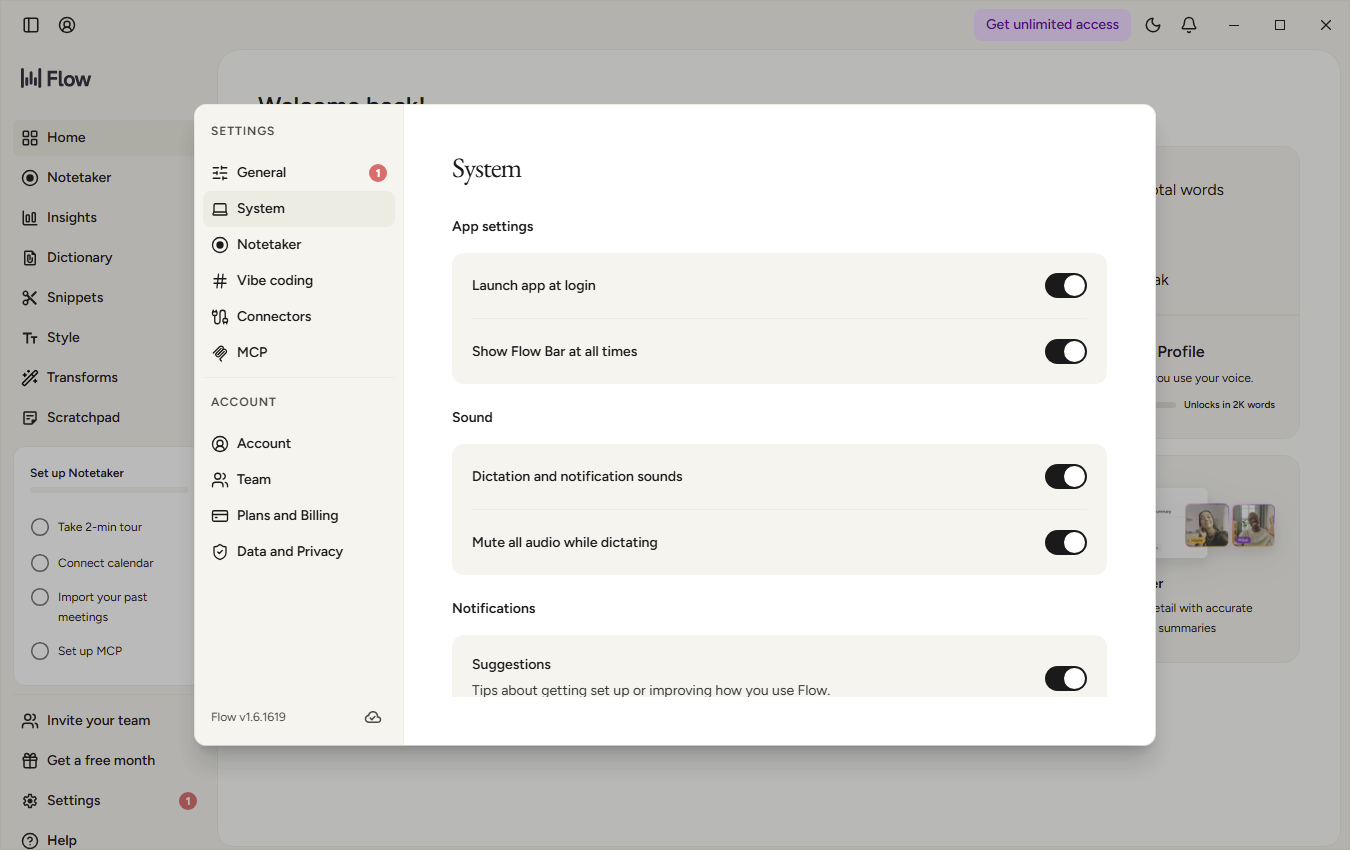 Get unlimited access
Flow
Home
Notetaker
Insights
Dictionary
Snippets
Style
Transforms
Scratchpad
Set up Notetaker
Take 2-min tour
Connect calendar
Import your past
meetings
Set up MCP
Invite your team
Get a free month
Settings
1
Help
Welcome back!
SETTINGS
General
1
System
Notetaker
Vibe coding
Connectors
MCP
ACCOUNT
Account
Team
Plans and Billing
Data and Privacy
Flow v1.6.1619
System
App settings
Launch app at login
Show Flow Bar at all times
Sound
Dictation and notification sounds
Mute all audio while dictating
Notifications
Suggestions
Tips about getting set up or improving how you use Flow.
words
Profile
you use your voice.
Unlocks in 2K words
with accurate
summaries